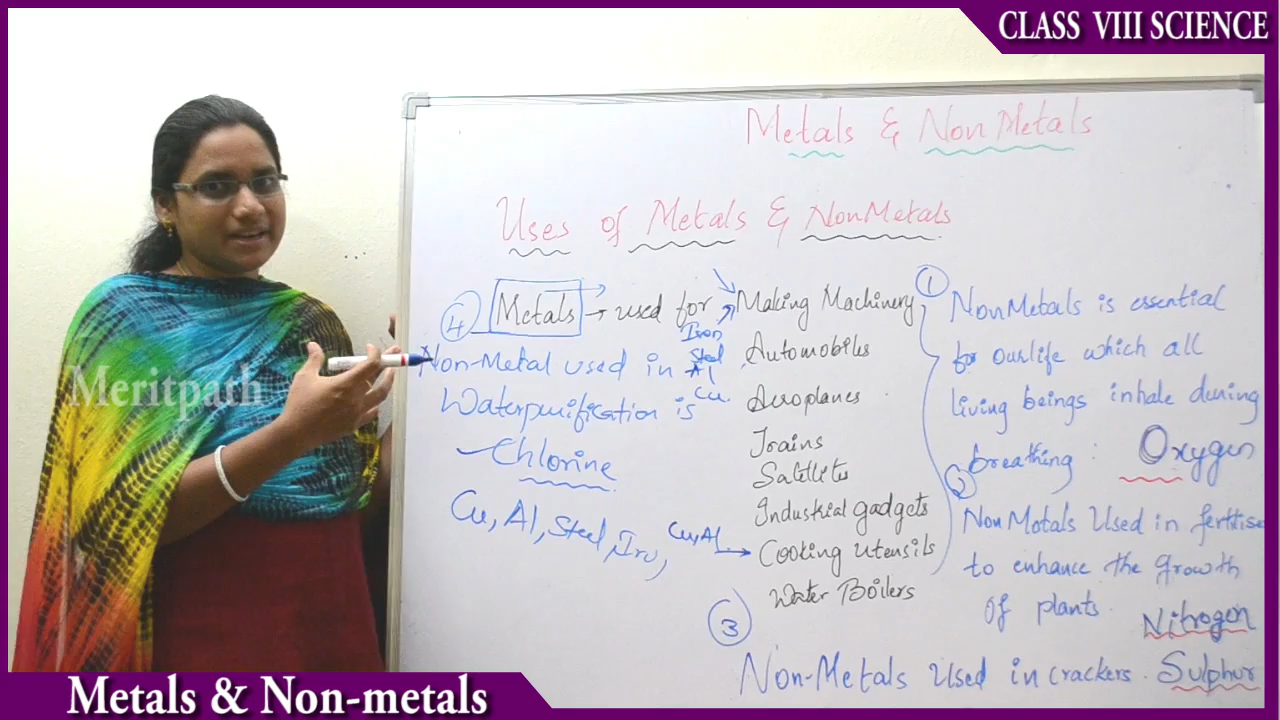 CLASS VIII SCIENCE
Metals & Non Metals
Uses of Metals & NonMetals
4 Metals → used for Making Machinery
Iron
Steel
Al
Cu
Automobiles
Aeroplanes
Trains
Satellites
Industrial gadgets
Cu, Al → Cooking Utensils
Water Boilers
Non-Metal used in
Waterpurification is
Chlorine
Cu, Al, Steel, Iro,
1 NonMetals is essential
for ourlife which all
living beings inhale during
breathing : Oxygen
2 Non Metals Used in fertilise
to enhance the growth
of plants. Nitrogen
3
Non-Metals Used in crackers. Sulphur
Meritpath
Metals & Non-metals